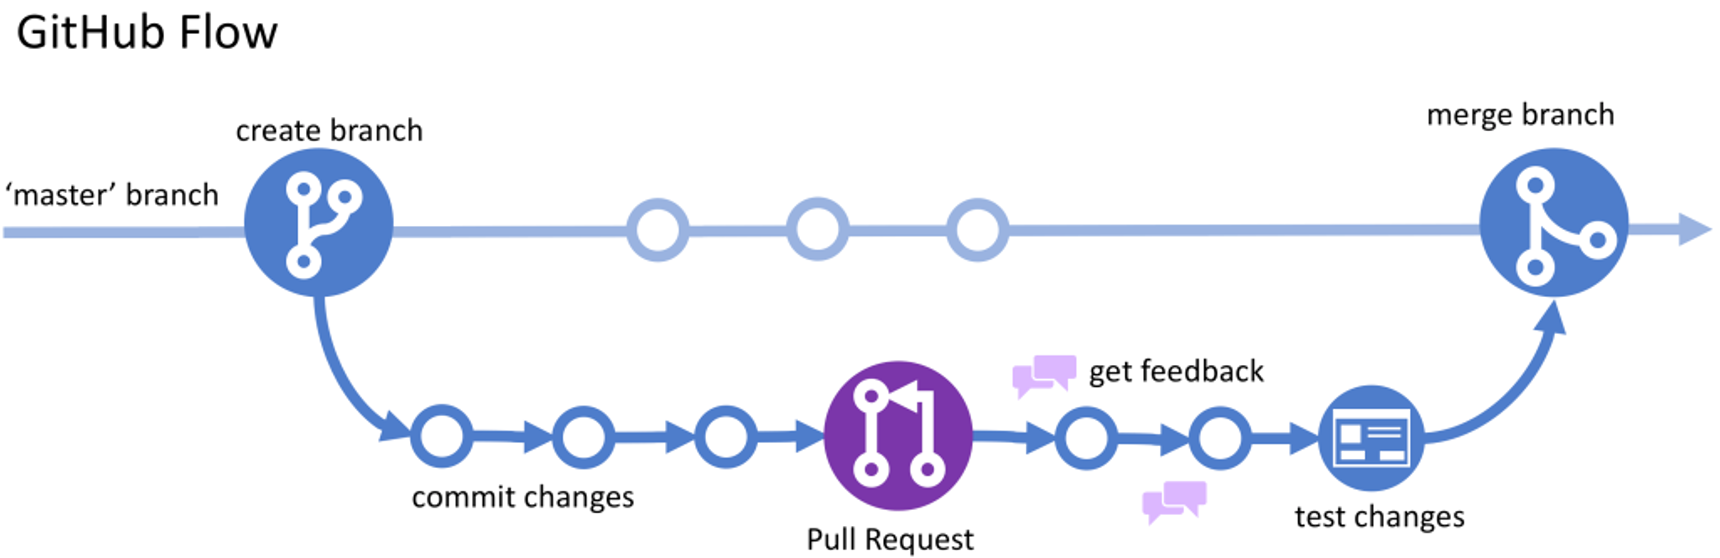 GitHub Flow
create branch
merge branch
‘master’ branch
get feedback
commit changes
Pull Request
test changes